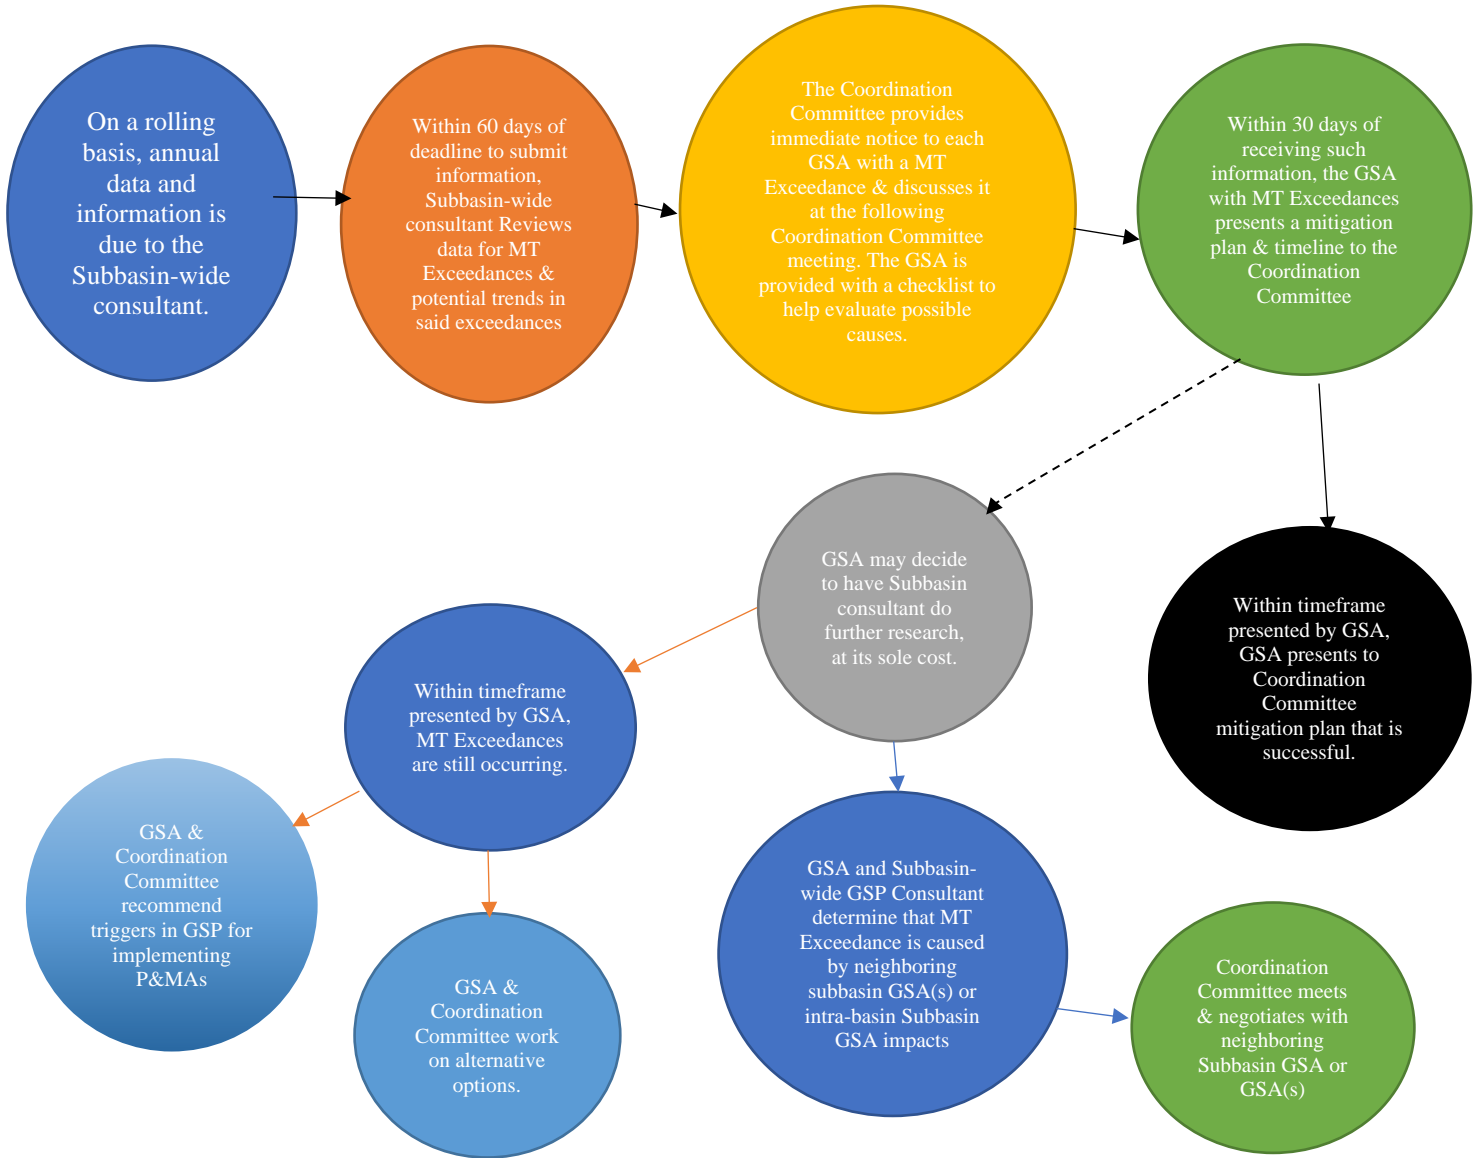 On a rolling
basis, annual
data and
information is
due to the
Subbasin-wide
consultant.
Within 60 days of
deadline to submit
information,
Subbasin-wide
consultant Reviews
data for MT
Exceedances &
potential trends in
said exceedances
The Coordination
Committee provides
immediate notice to each
GSA with a MT
Exceedance & discusses it
at the following
Coordination Committee
meeting. The GSA is
provided with a checklist to
help evaluate possible
causes.
Within 30 days of
receiving such
information, the GSA
with MT Exceedances
presents a mitigation
plan & timeline to the
Coordination
Committee
GSA may decide
to have Subbasin
consultant do
further research,
at its sole cost.
Within timeframe
presented by GSA,
GSA presents to
Coordination
Committee
mitigation plan that is
successful.
Within timeframe
presented by GSA,
MT Exceedances
are still occurring.
GSA &
Coordination
Committee
recommend
triggers in GSP for
implementing
P&MAs
GSA &
Coordination
Committee work
on alternative
options.
GSA and Subbasin-
wide GSP Consultant
determine that MT
Exceedance is caused
by neighboring
subbasin GSA(s) or
intra-basin Subbasin
GSA impacts
Coordination
Committee meets
& negotiates with
neighboring
Subbasin GSA or
GSA(s)